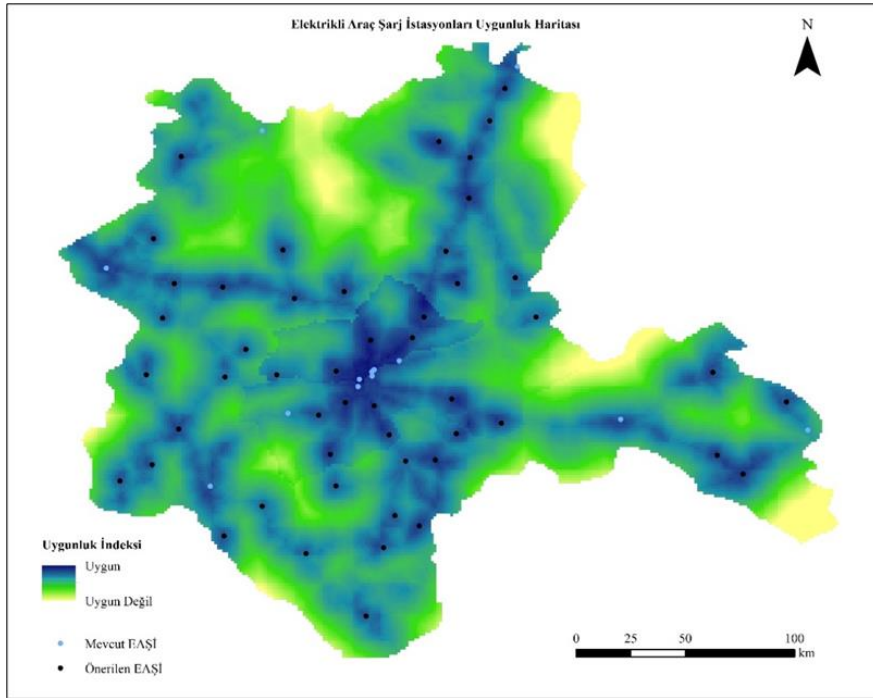 Elektrikli Araç Şarj İstasyonları Uygunluk Haritası
N
Uygunluk İndeksi
Uygun
Uygun Değil
Mevcut EAŞİ
Önerilen EAŞİ
0 25 50 100
km